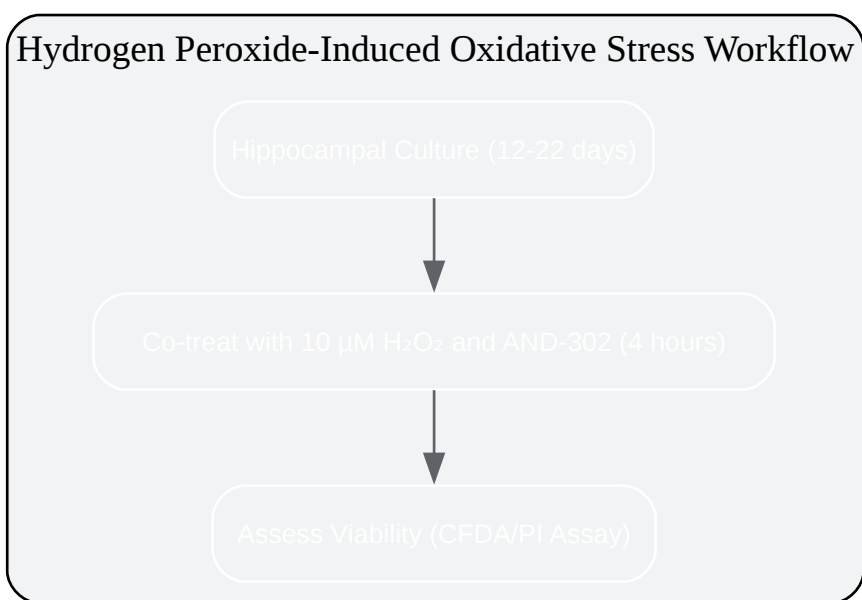 Hydrogen Peroxide-Induced Oxidative Stress Workflow
Hippocampal Culture (12-22 days)
Co-treat with 10 µM H₂O₂ and AND-302 (4 hours)
Assess Viability (CFDA/PI Assay)